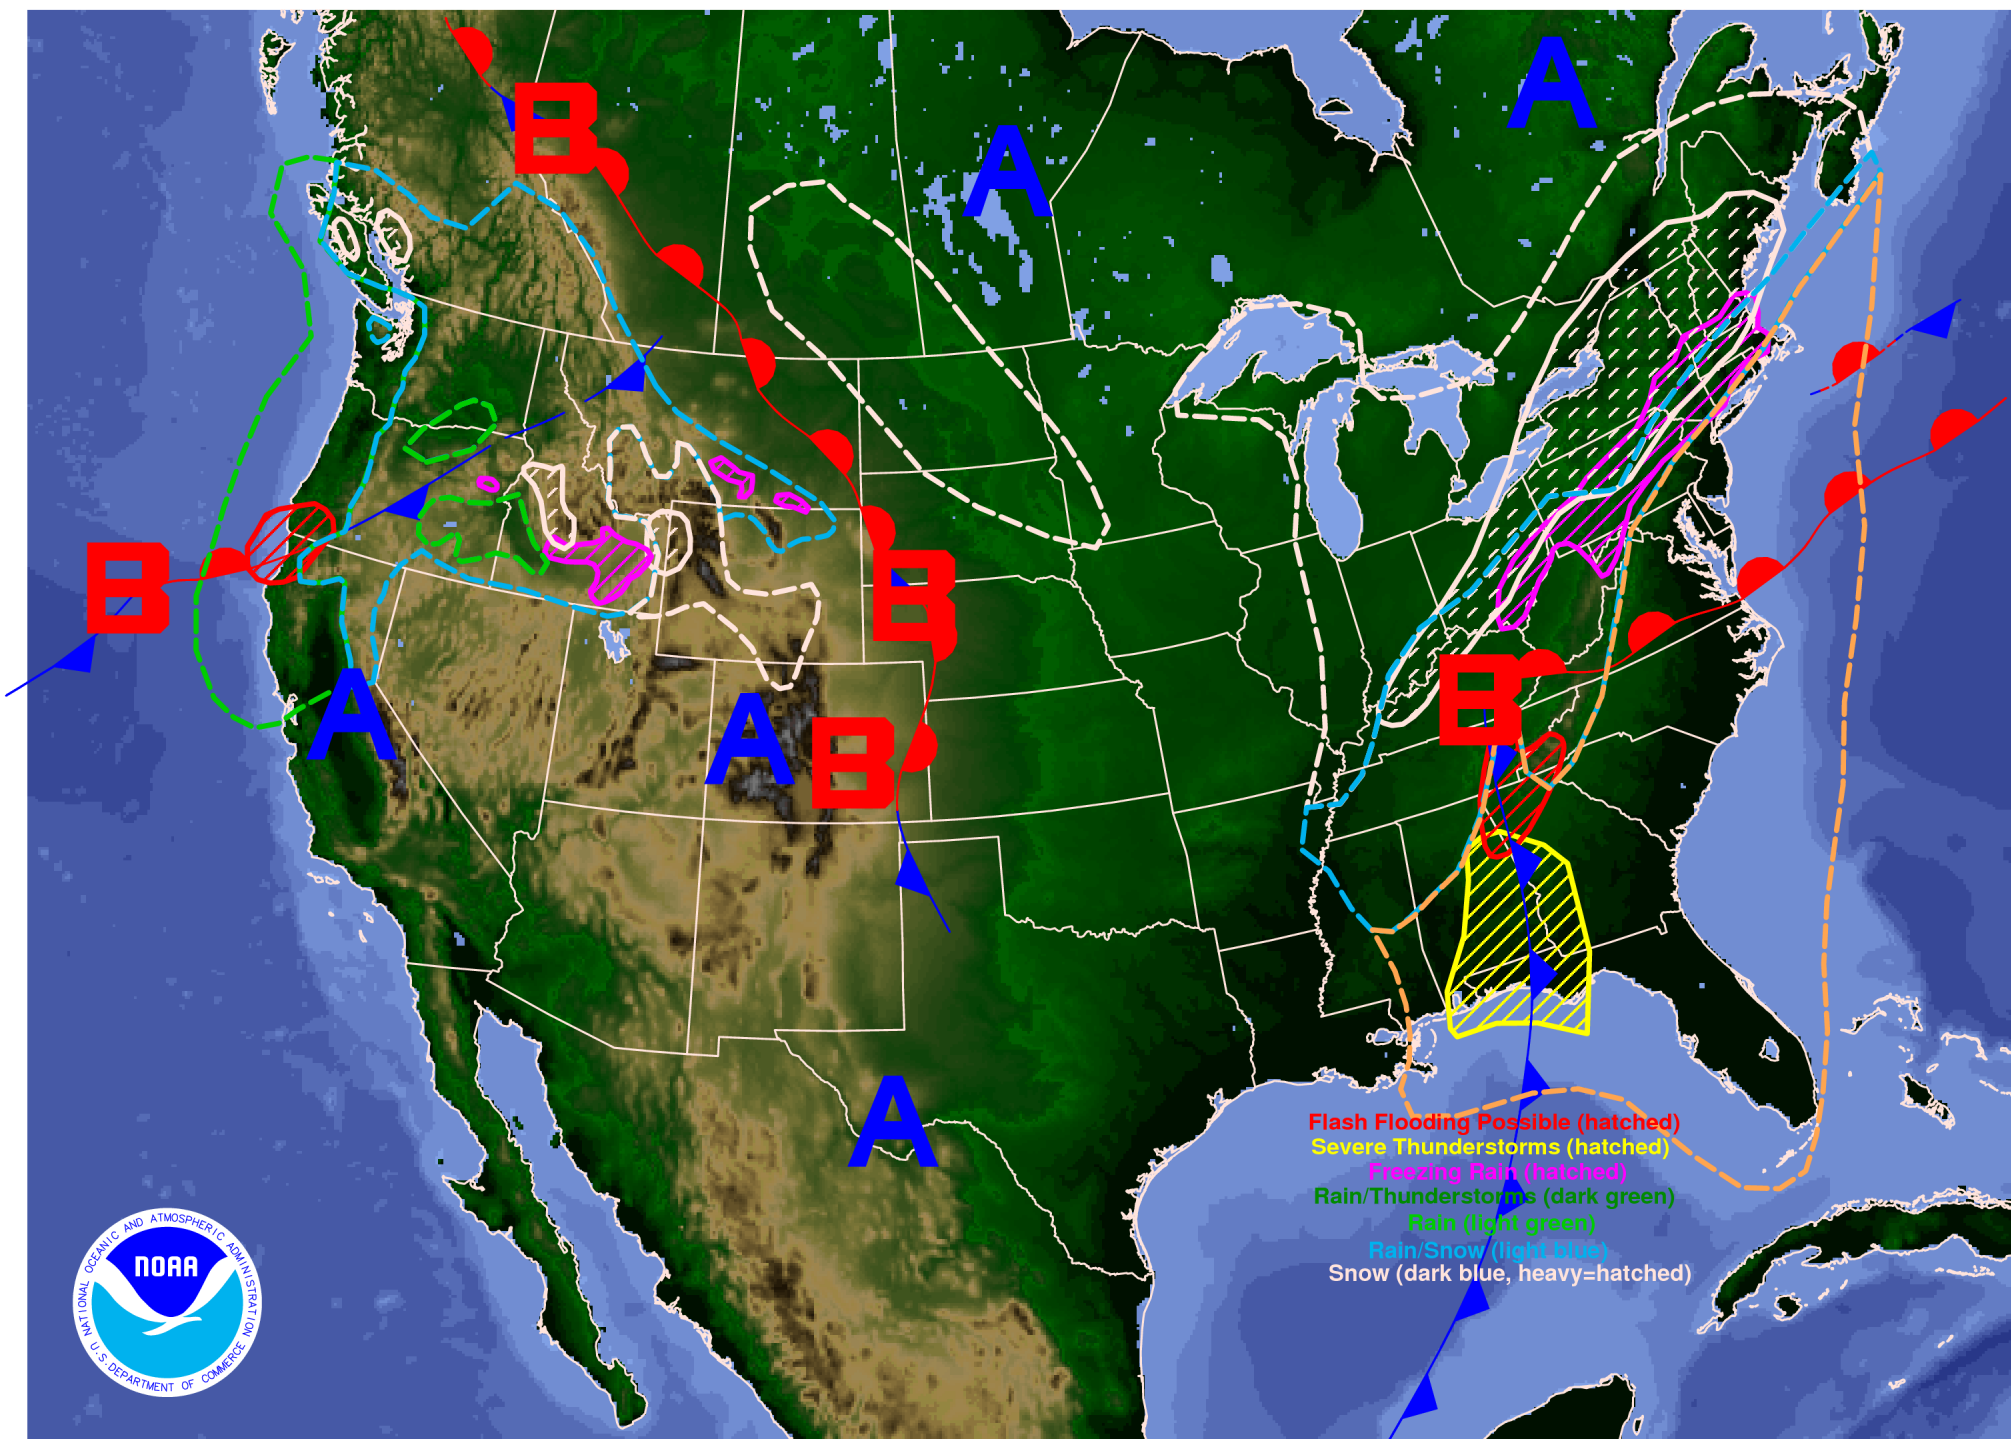 A
B
A
B
B
B
A
A
B
B
A
Flash Flooding Possible (hatched)
Severe Thunderstorms (hatched)
Freezing Rain (hatched)
Rain/Thunderstorms (dark green)
Rain (light green)
Rain/Snow (light blue)
Snow (dark blue, heavy=hatched)
NATIONAL OCEANIC AND ATMOSPHERIC ADMINISTRATION
NOAA
U.S. DEPARTMENT OF COMMERCE